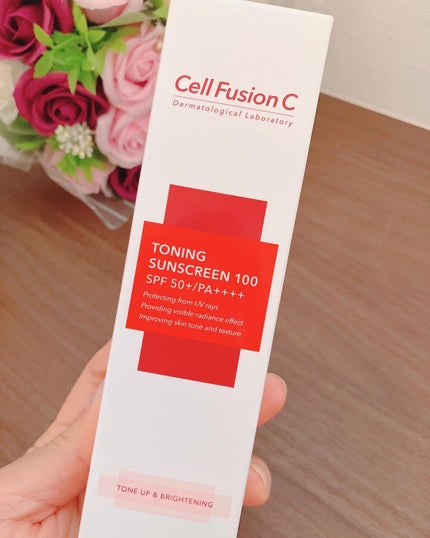 Cell Fusion C
Dermatological Laboratory
TONING
SUNSCREEN 100
SPF 50+/PA++++
Protecting from UV rays
Providing visible radiance effect
Improving skin tone and texture
TONE UP & BRIGHTENING